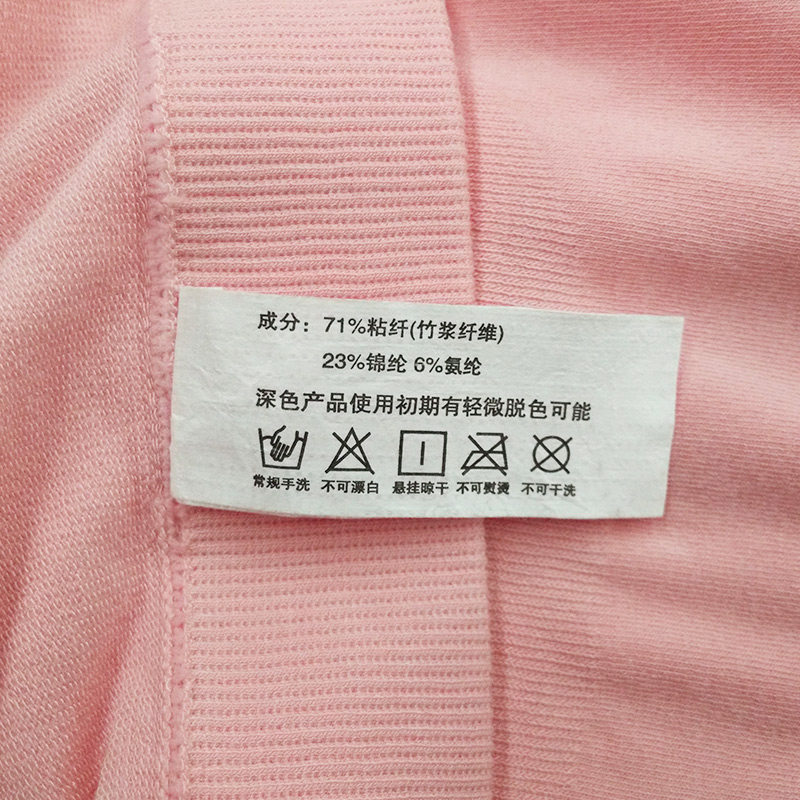 成分：71%粘纤(竹浆纤维)
23%锦纶 6%氨纶
深色产品使用初期有轻微脱色可能
常规手洗 不可漂白 悬挂晾干 不可熨烫 不可干洗